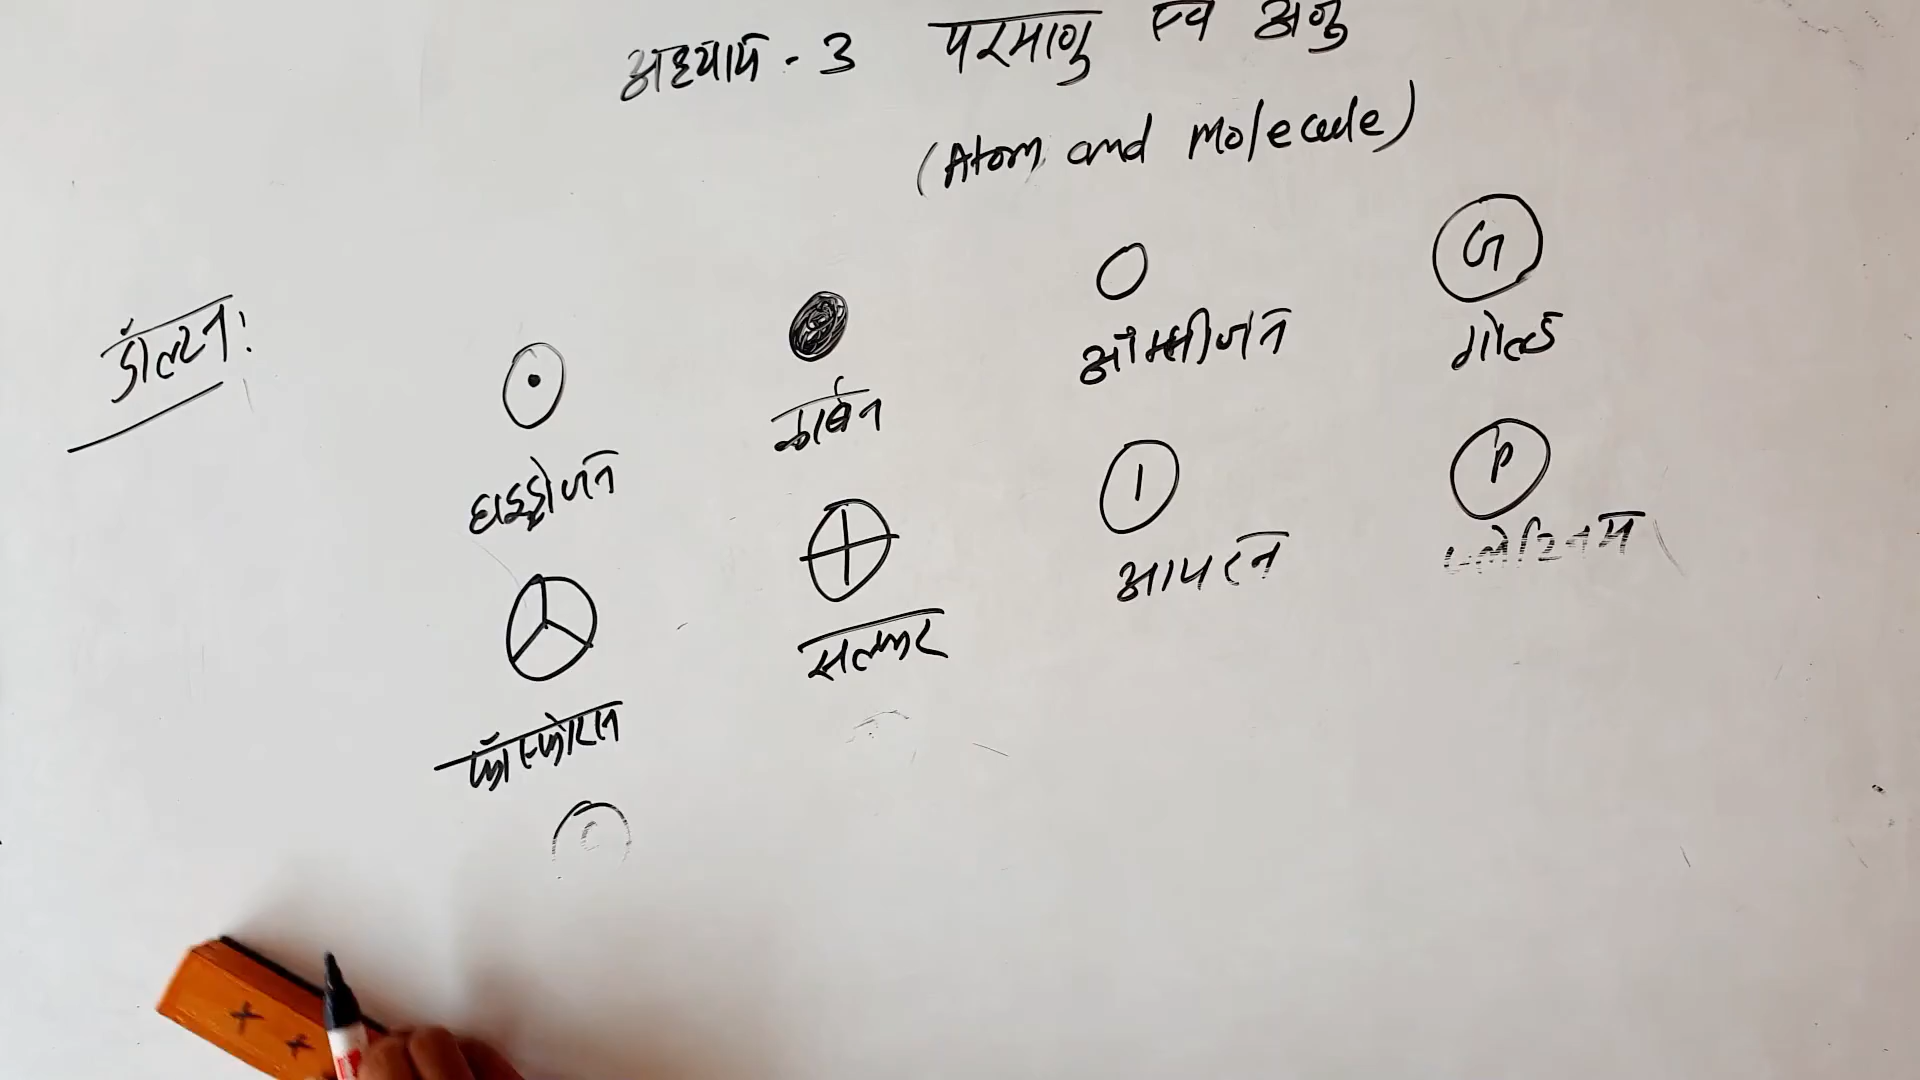 अध्याय - 3 परमाणु एवं अणु
(Atom and Molecule)
डॉल्टन:
G
ऑक्सीजन
गोल्ड
कार्बन
हाइड्रोजन
I
P
आयरन
प्लेटिनम
सल्फर
फॉस्फोरस
C